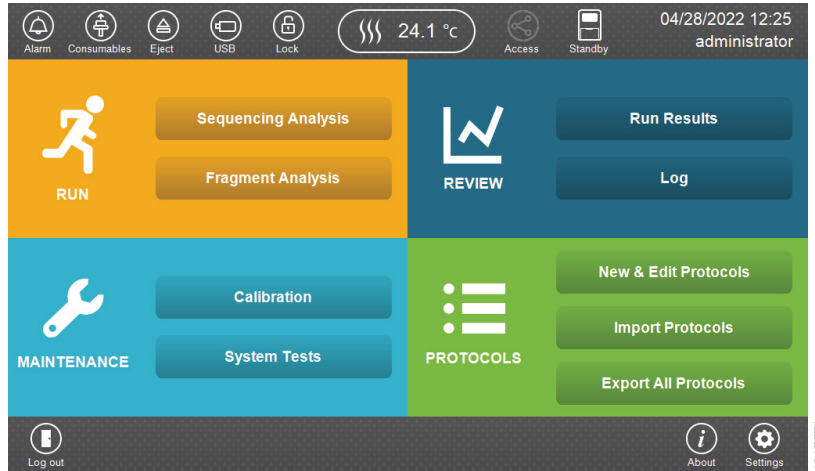 Alarm
Consumables
Eject
USB
Lock
24.1 °c
Access
Standby
04/28/2022 12:25
administrator
RUN
Sequencing Analysis
Fragment Analysis
REVIEW
Run Results
Log
MAINTENANCE
Calibration
System Tests
PROTOCOLS
New & Edit Protocols
Import Protocols
Export All Protocols
Log out
i
About
Settings